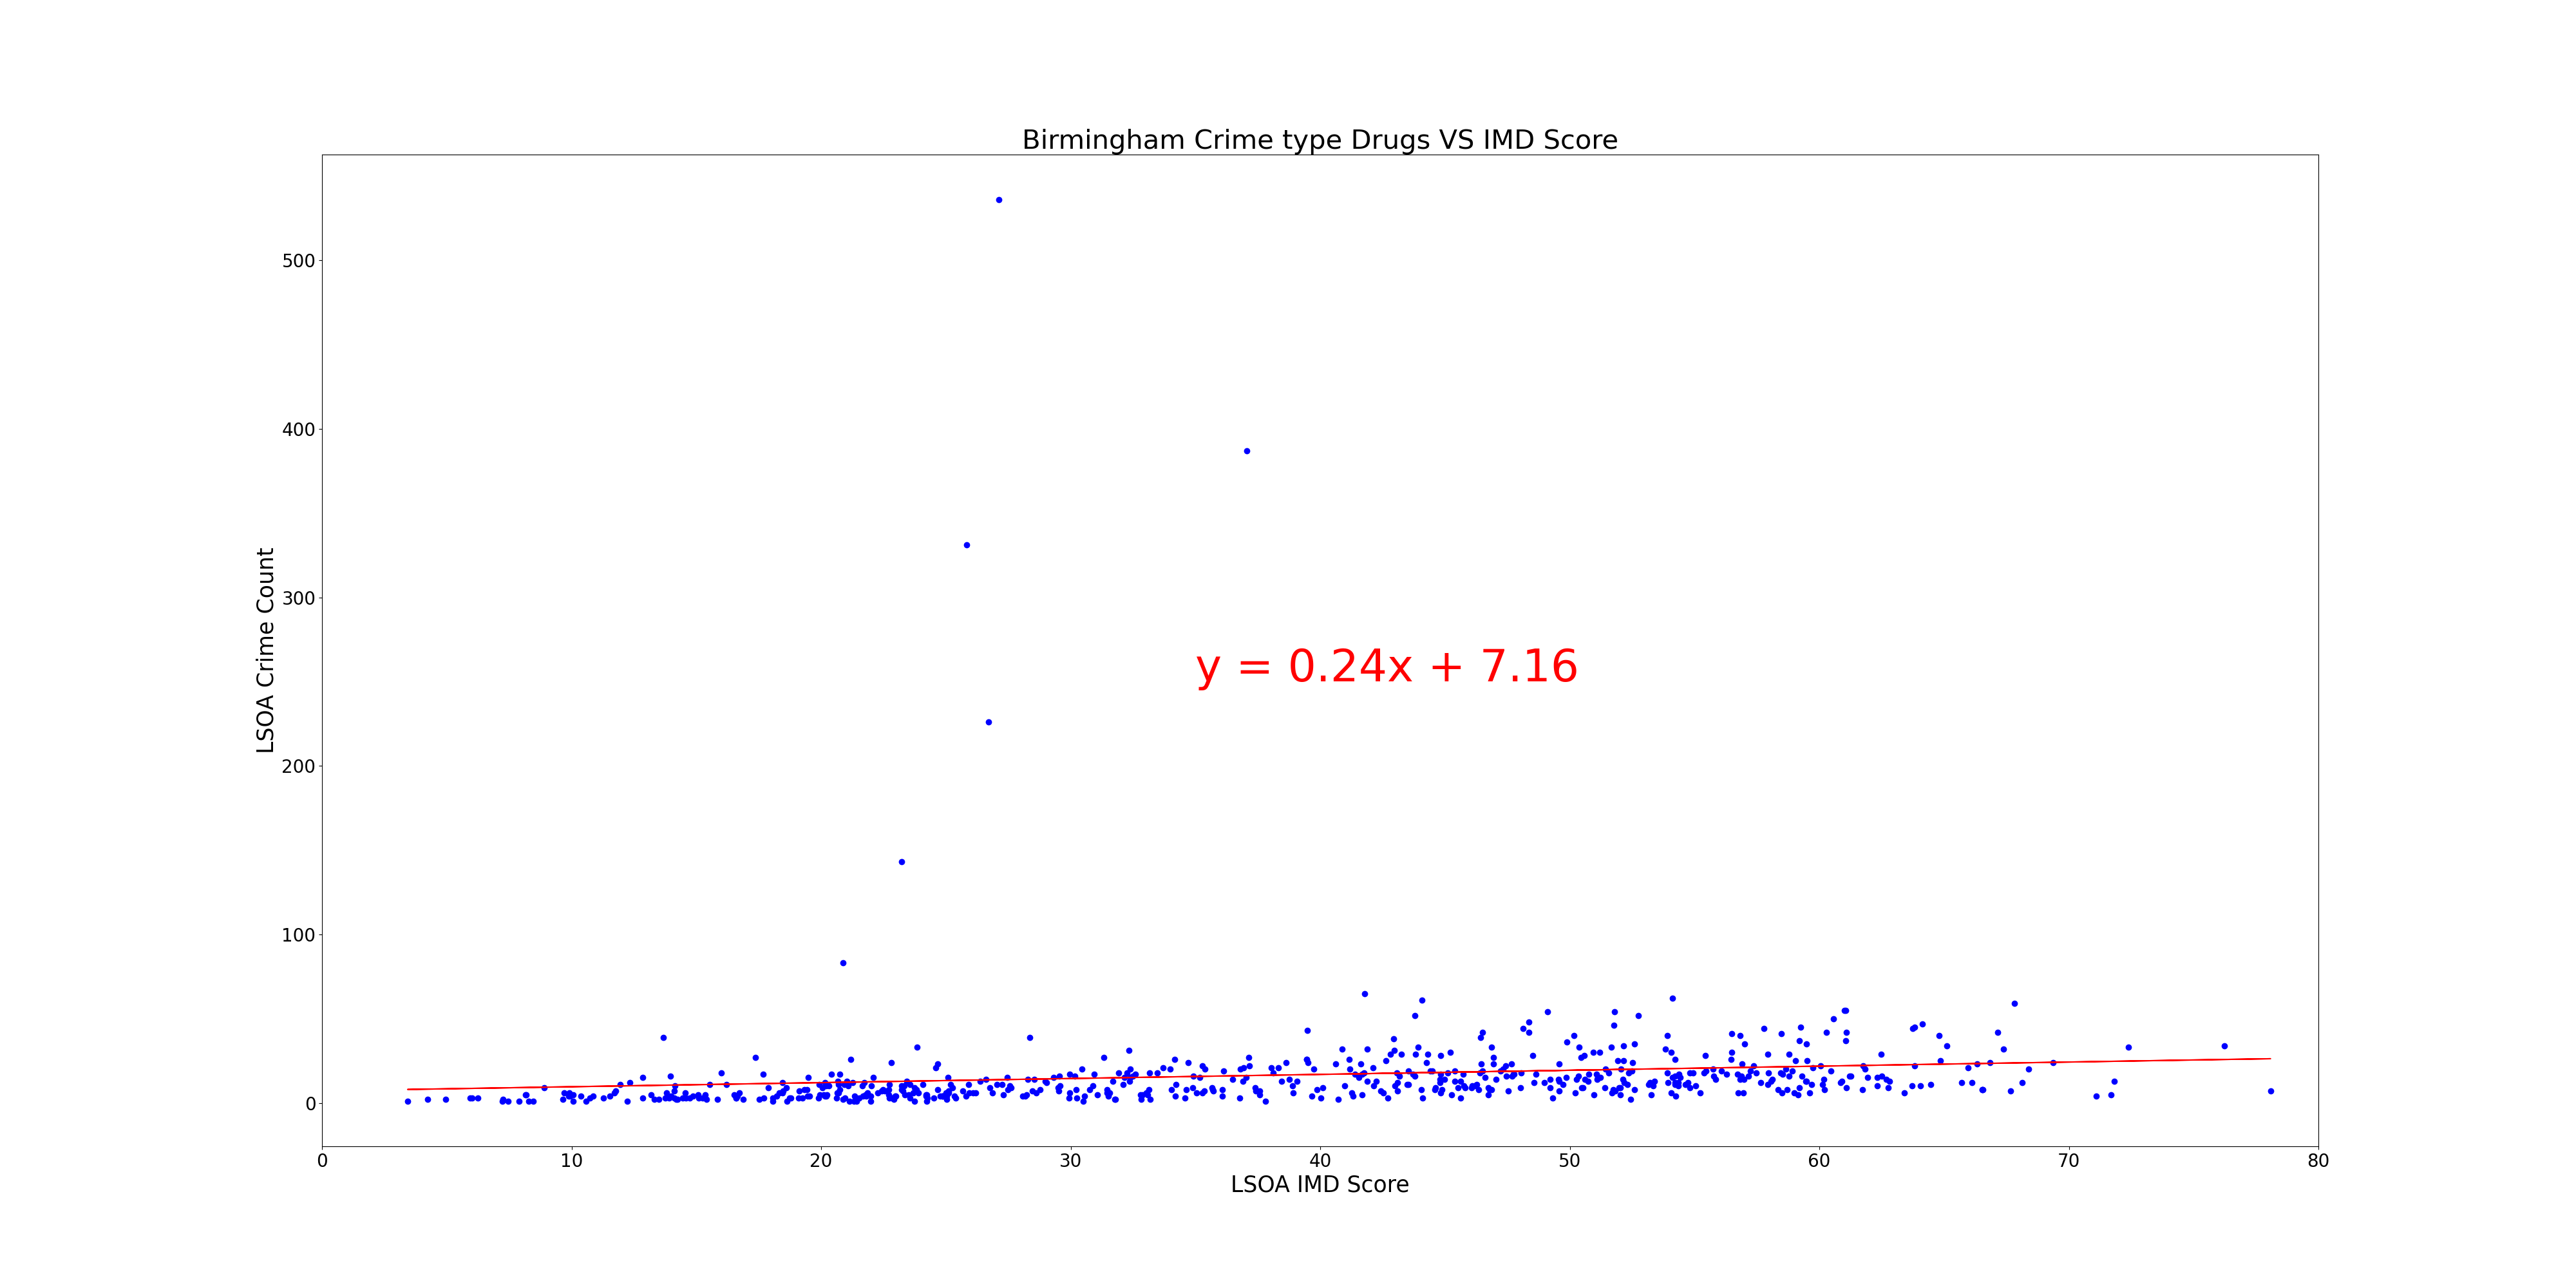 Birmingham Crime type Drugs VS IMD Score
500
400
300
200
100
0
LSOA Crime Count
y = 0.24x + 7.16
0 10 20 30 40 50 60 70 80
LSOA IMD Score